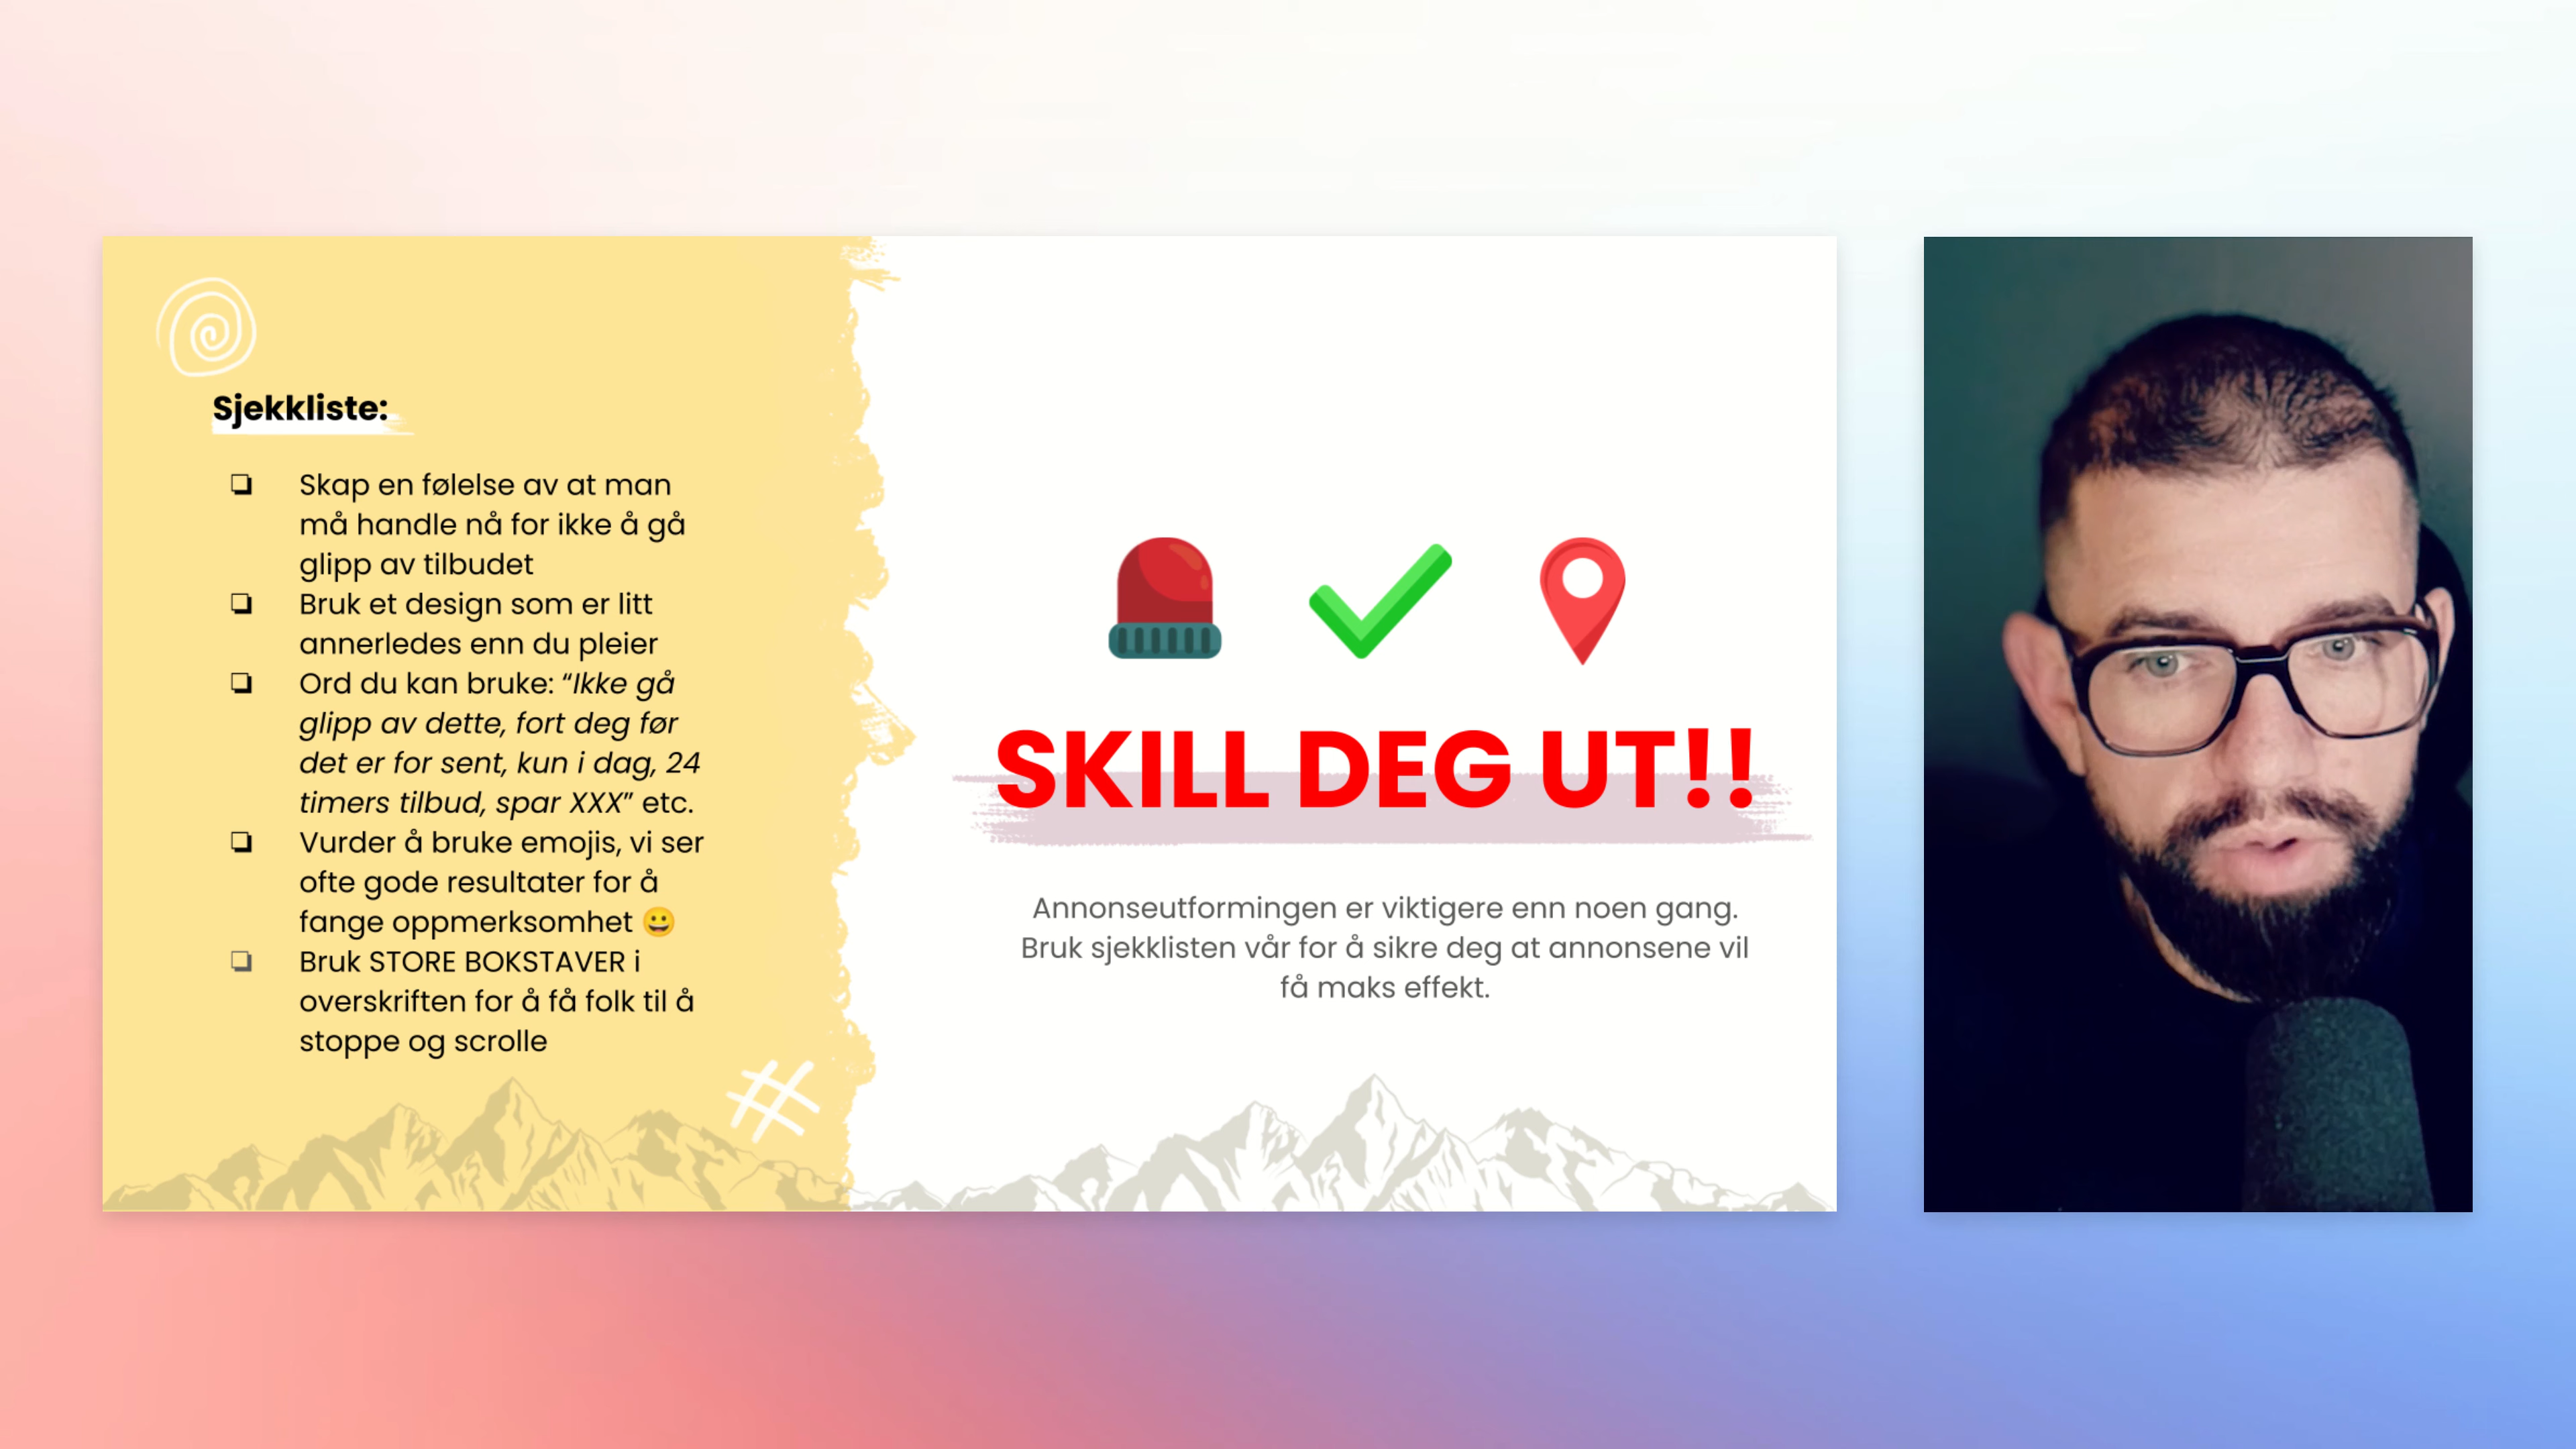 Sjekkliste:
Skap en følelse av at man
må handle nå for ikke å gå
glipp av tilbudet
Bruk et design som er litt
annerledes enn du pleier
Ord du kan bruke: “Ikke gå
glipp av dette, fort deg før
det er for sent, kun i dag, 24
timers tilbud, spar XXX” etc.
Vurder å bruke emojis, vi ser
ofte gode resultater for å
fange oppmerksomhet 😀
Bruk STORE BOKSTAVER i
overskriften for å få folk til å
stoppe og scrolle
SKILL DEG UT!!
Annonseutformingen er viktigere enn noen gang.
Bruk sjekklisten vår for å sikre deg at annonsene vil
få maks effekt.